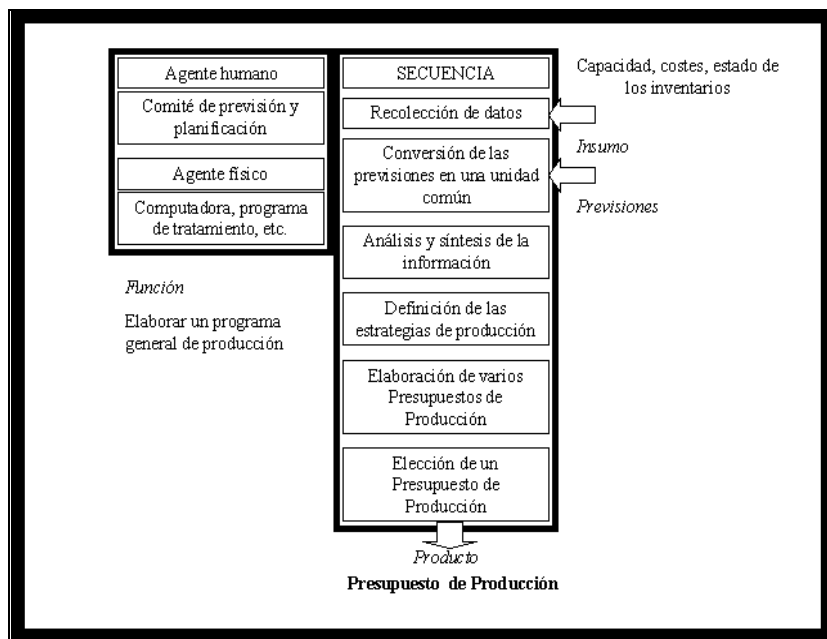 Agente humano
Comité de previsión y
planificación
Agente físico
Computadora, programa
de tratamiento, etc.
Función
Elaborar un programa
general de producción
SECUENCIA
Recolección de datos
Conversión de las
previsiones en una unidad
común
Análisis y síntesis de la
información
Definición de las
estrategias de producción
Elaboración de varios
Presupuestos de
Producción
Elección de un
Presupuesto de
Producción
Capacidad, costes, estado de
los inventarios
Insumo
Previsiones
Producto
Presupuesto de Producción